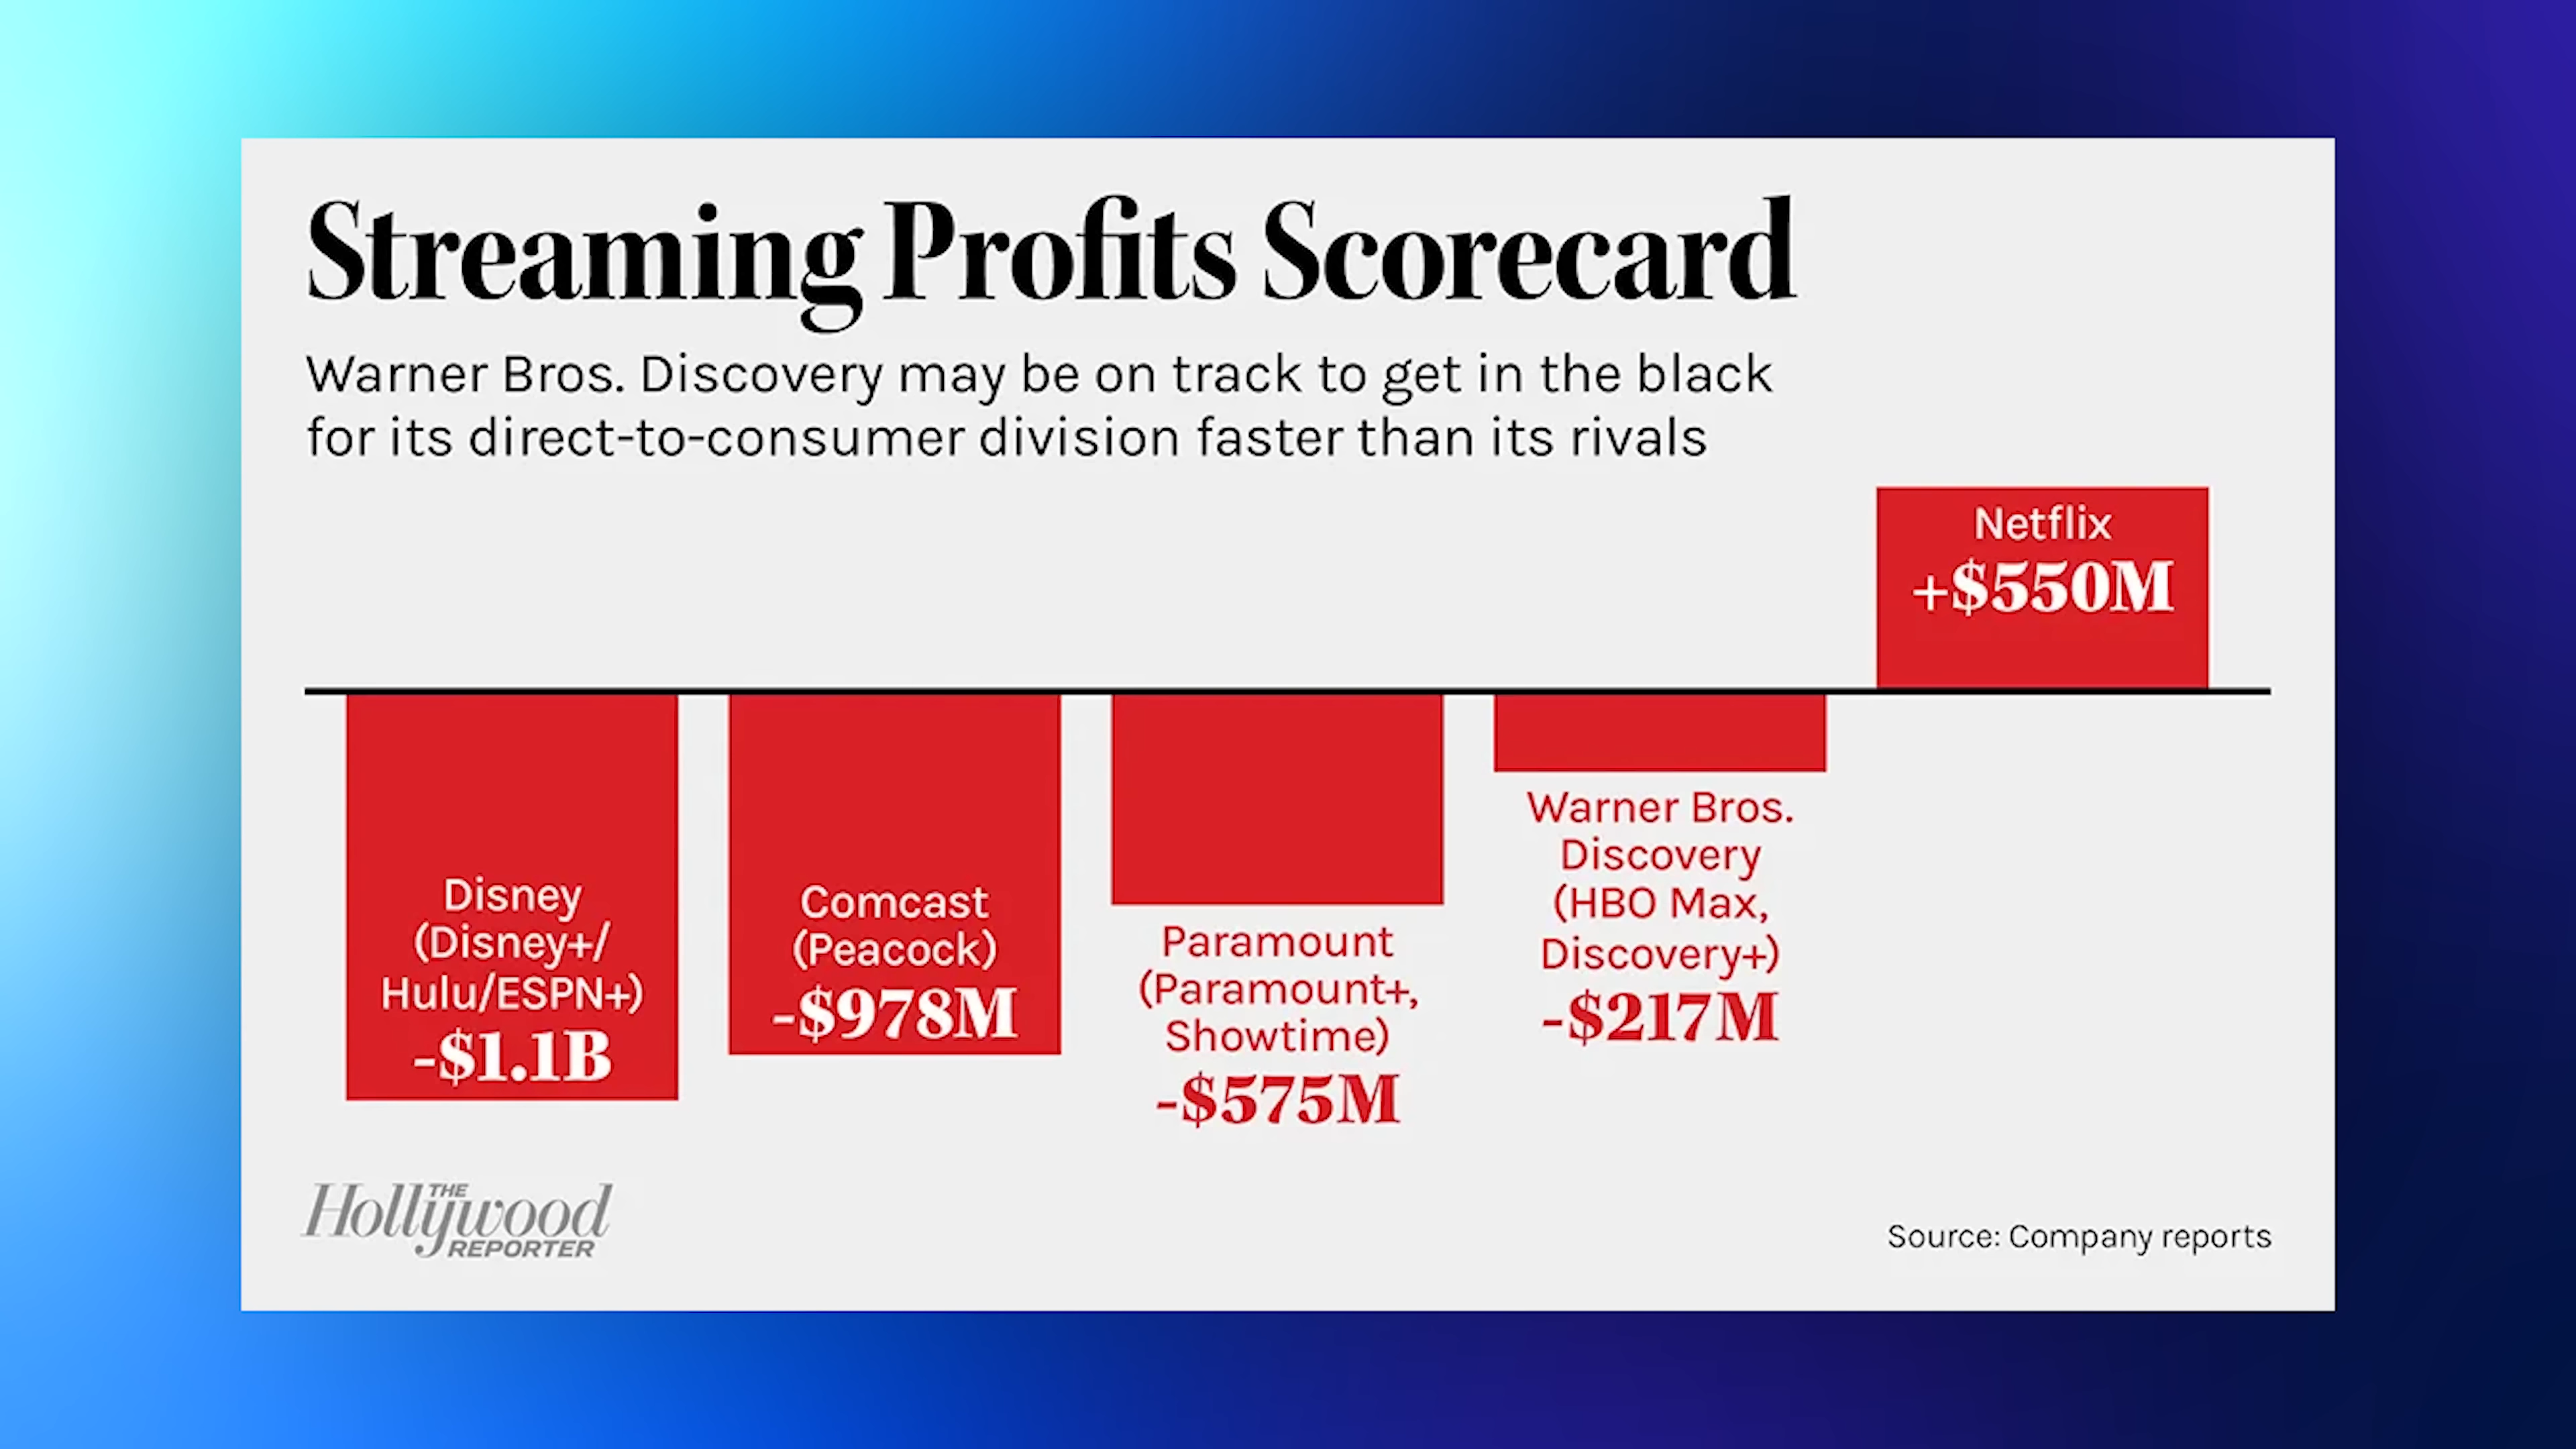 Streaming Profits Scorecard
Warner Bros. Discovery may be on track to get in the black
for its direct-to-consumer division faster than its rivals
Disney
(Disney+/
Hulu/ESPN+)
-$1.1B
Comcast
(Peacock)
-$978M
Paramount
(Paramount+,
Showtime)
-$575M
Warner Bros.
Discovery
(HBO Max,
Discovery+)
-$217M
Netflix
+$550M
THE
Hollywood
REPORTER
Source: Company reports